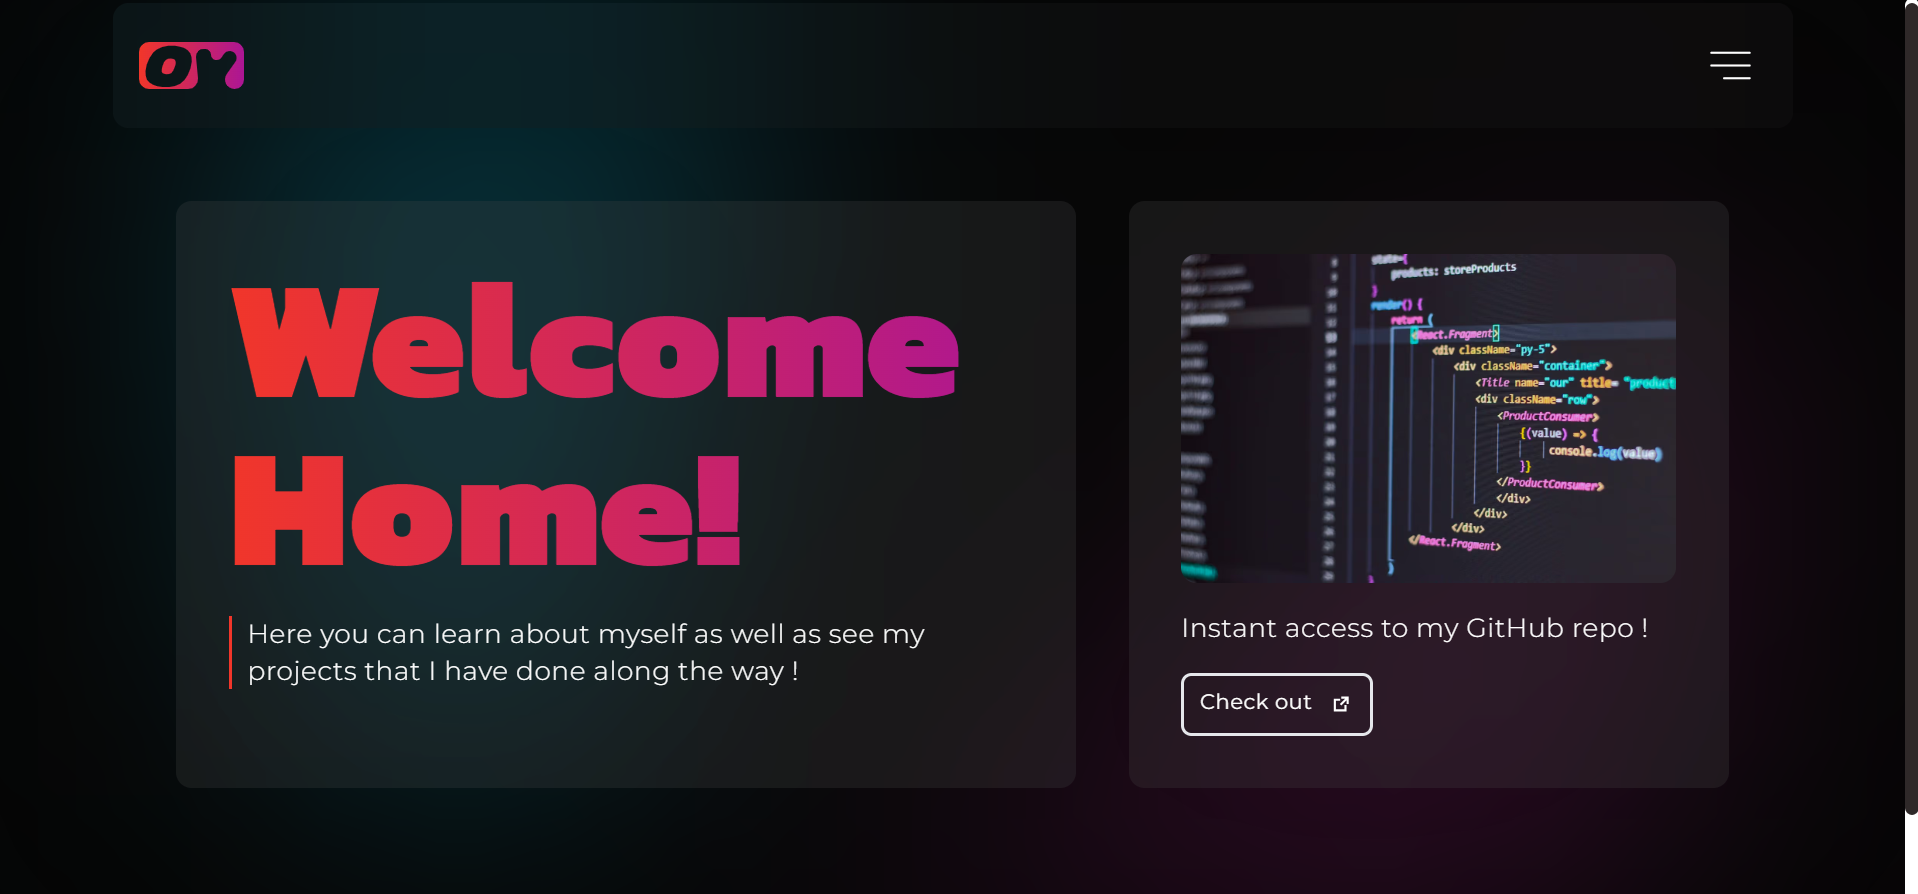 OM
Welcome
Home!
Here you can learn about myself as well as see my
projects that I have done along the way !
state={
products: storeProducts
}
render() {
return (
<React.Fragment>
<div className="py-5">
<div className="container">
<Title name="our" title= "product
<div className="row">
<ProductConsumer>
{(value) => {
console.log(value)
}}
</ProductConsumer>
</div>
</div>
</div>
</React.Fragment>
)
}
Instant access to my GitHub repo !
Check out